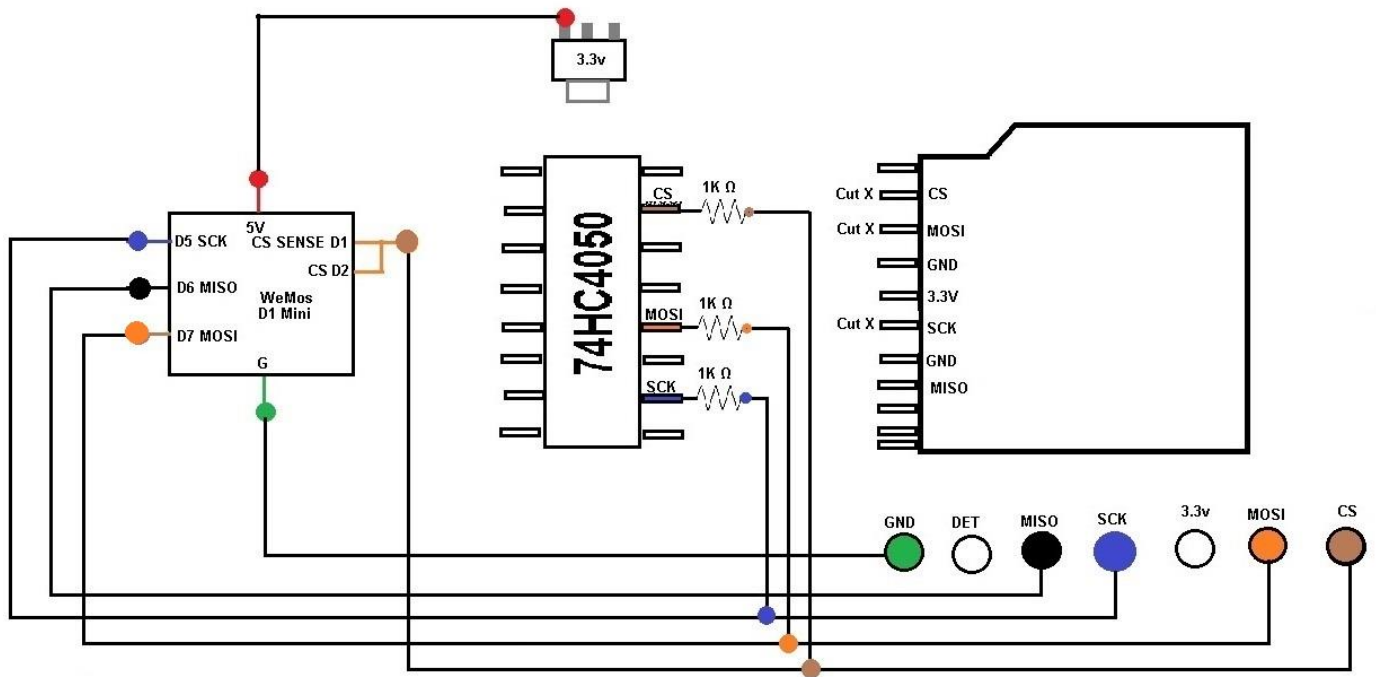 3.3v
5V
D5 SCK
CS SENSE D1
CS D2
D6 MISO
WeMos
D1 Mini
D7 MOSI
G
74HC4050
CS
1K Ω
MOSI
1K Ω
SCK
1K Ω
Cut X
CS
Cut X
MOSI
GND
3.3V
Cut X
SCK
GND
MISO
GND
DET
MISO
SCK
3.3v
MOSI
CS